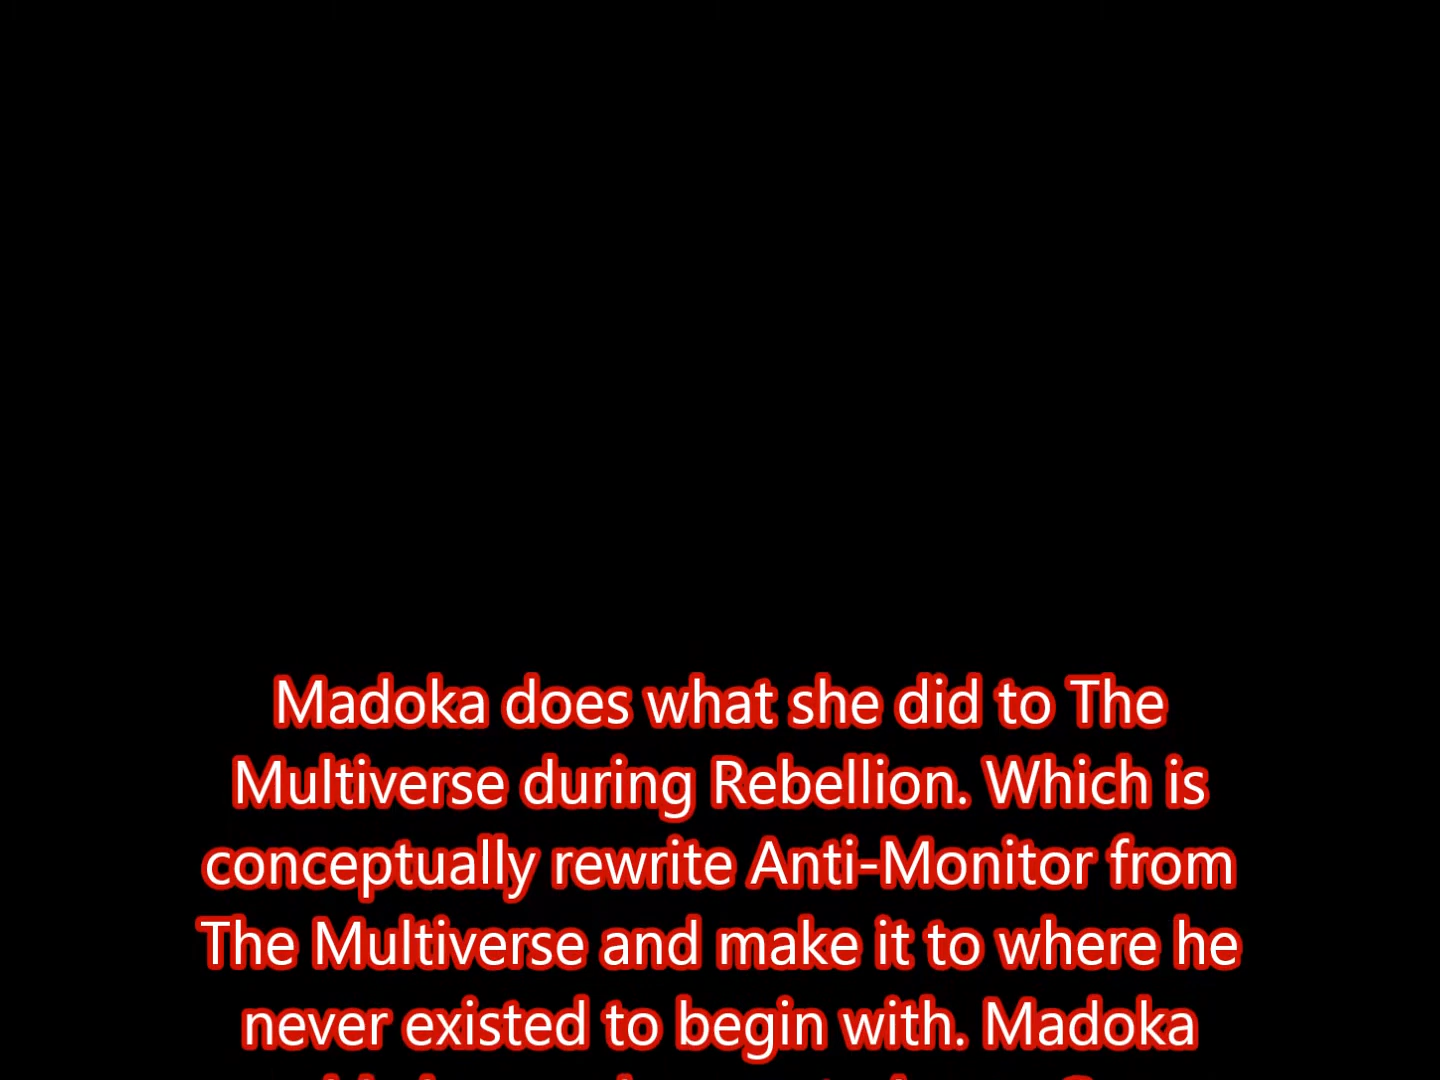 Madoka does what she did to The
Multiverse during Rebellion. Which is
conceptually rewrite Anti-Monitor from
The Multiverse and make it to where he
never existed to begin with. Madoka